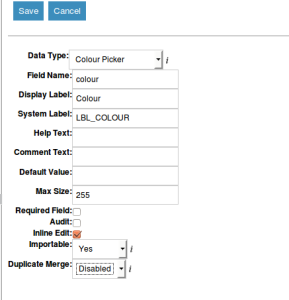 Save Cancel
Data Type: Colour Picker i
Field Name: colour
Display Label: Colour
System Label: LBL_COLOUR
Help Text:
Comment Text:
Default Value:
Max Size: 255
Required Field:
Audit:
Inline Edit:
Importable: Yes i
Duplicate Merge: Disabled i